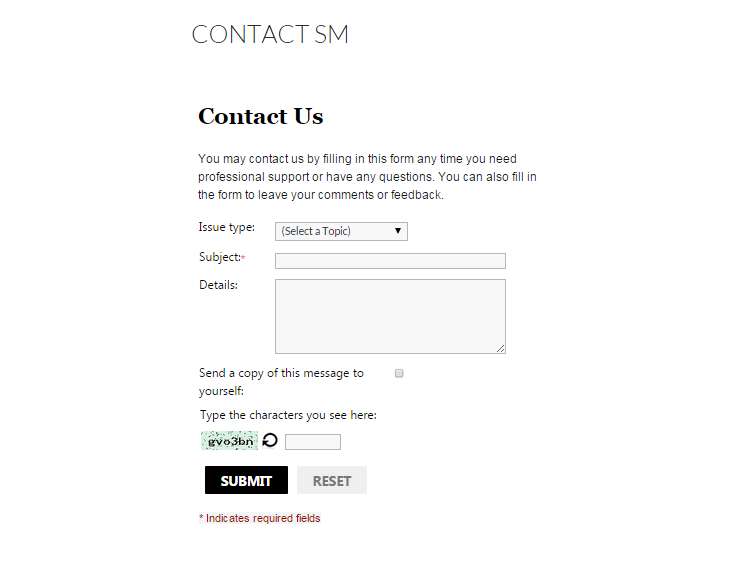 CONTACT SM
Contact Us
You may contact us by filling in this form any time you need
professional support or have any questions. You can also fill in
the form to leave your comments or feedback.
Issue type: (Select a Topic)
Subject:*
Details:
Send a copy of this message to
yourself:
Type the characters you see here:
gvo3bn
SUBMIT RESET
* Indicates required fields